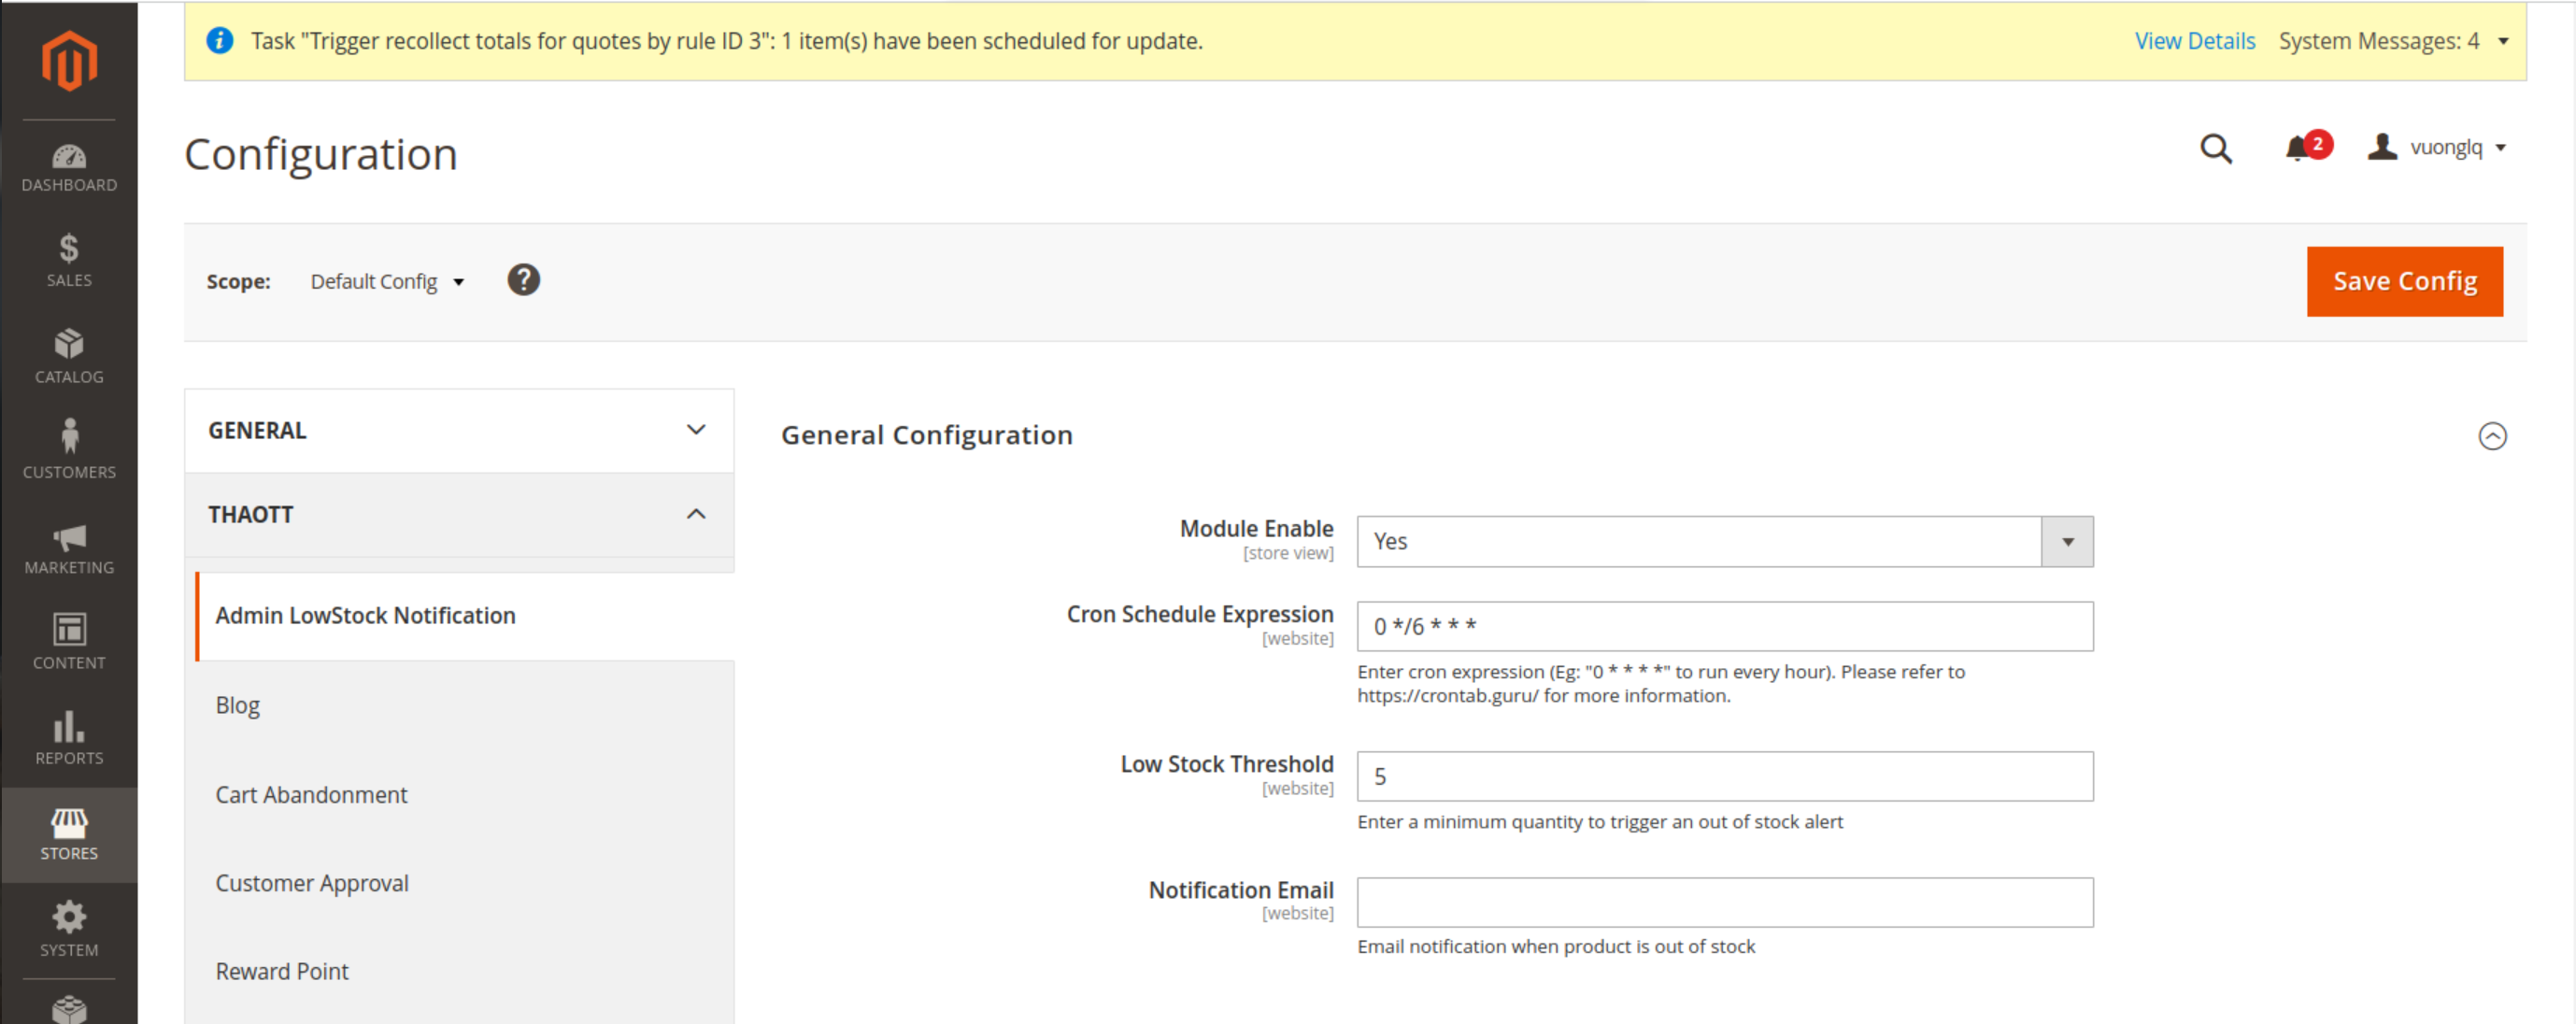 Task "Trigger recollect totals for quotes by rule ID 3": 1 item(s) have been scheduled for update.
View Details
System Messages: 4
DASHBOARD
SALES
CATALOG
CUSTOMERS
MARKETING
CONTENT
REPORTS
STORES
SYSTEM
Configuration
2
vuonglq
Scope:
Default Config
?
Save Config
GENERAL
THAOTT
Admin LowStock Notification
Blog
Cart Abandonment
Customer Approval
Reward Point
General Configuration
Module Enable
[store view]
Yes
Cron Schedule Expression
[website]
0 */6 * * *
Enter cron expression (Eg: "0 * * * *" to run every hour). Please refer to
https://crontab.guru/ for more information.
Low Stock Threshold
[website]
5
Enter a minimum quantity to trigger an out of stock alert
Notification Email
[website]
Email notification when product is out of stock